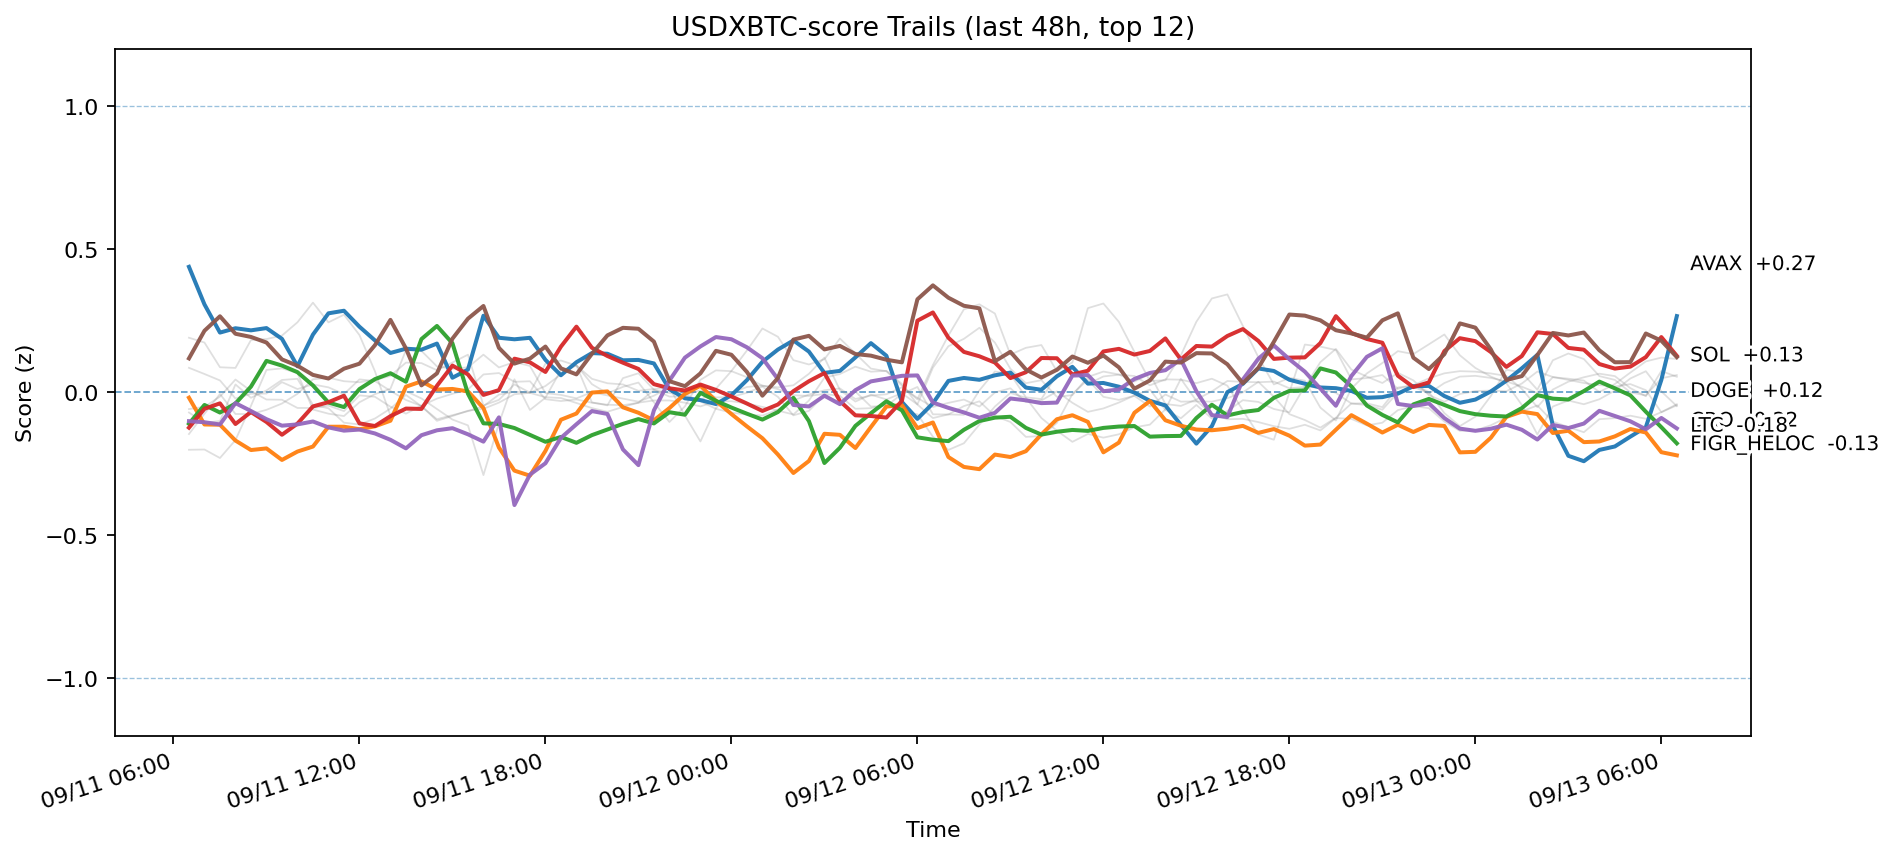 USDXBTC-score Trails (last 48h, top 12)
Score (z)
1.0
0.5
0.0
−0.5
−1.0
AVAX +0.27
SOL +0.13
DOGE +0.12
LTC -0.18
FIGR_HELOC -0.13
09/11 06:00
09/11 12:00
09/11 18:00
09/12 00:00
09/12 06:00
09/12 12:00
09/12 18:00
09/13 00:00
09/13 06:00
Time